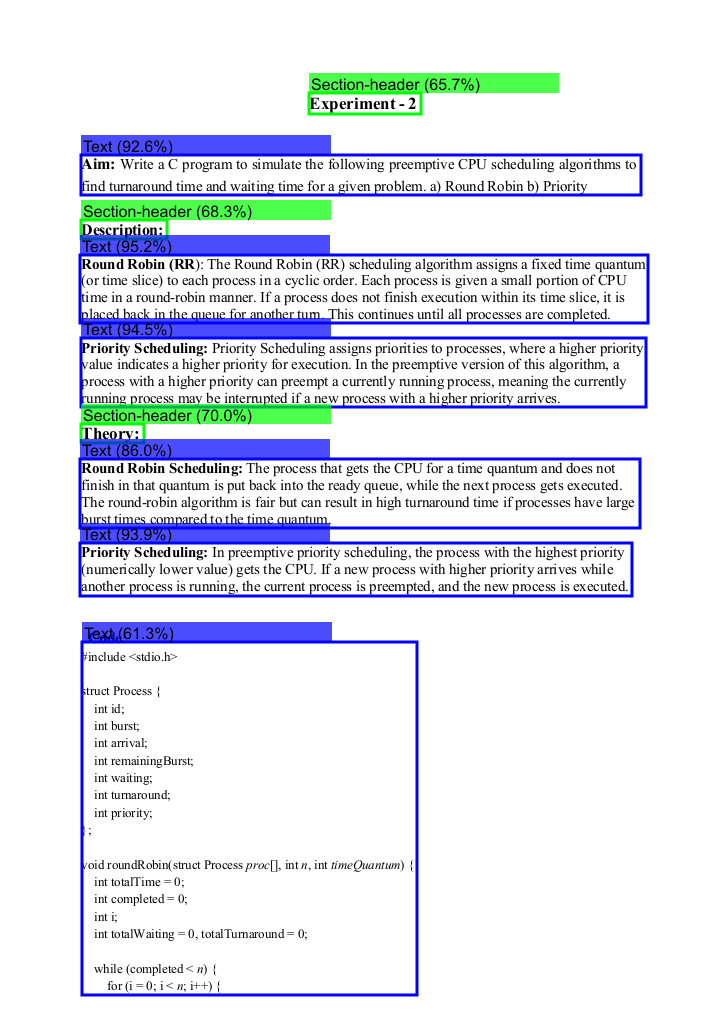 Section-header (65.7%)
Experiment - 2
Text (92.6%)
Aim: Write a C program to simulate the following preemptive CPU scheduling algorithms to
find turnaround time and waiting time for a given problem. a) Round Robin b) Priority
Section-header (68.3%)
Description:
Text (95.2%)
Round Robin (RR): The Round Robin (RR) scheduling algorithm assigns a fixed time quantum
(or time slice) to each process in a cyclic order. Each process is given a small portion of CPU
time in a round-robin manner. If a process does not finish execution within its time slice, it is
placed back in the queue for another turn. This continues until all processes are completed.
Text (94.5%)
Priority Scheduling: Priority Scheduling assigns priorities to processes, where a higher priority
value indicates a higher priority for execution. In the preemptive version of this algorithm, a
process with a higher priority can preempt a currently running process, meaning the currently
running process may be interrupted if a new process with a higher priority arrives.
Section-header (70.0%)
Theory:
Text (86.0%)
Round Robin Scheduling: The process that gets the CPU for a time quantum and does not
finish in that quantum is put back into the ready queue, while the next process gets executed.
The round-robin algorithm is fair but can result in high turnaround time if processes have large
burst times compared to the time quantum.
Text (93.9%)
Priority Scheduling: In preemptive priority scheduling, the process with the highest priority
(numerically lower value) gets the CPU. If a new process with higher priority arrives while
another process is running, the current process is preempted, and the new process is executed.
Text (61.3%)
#include <stdio.h>
struct Process {
int id;
int burst;
int arrival;
int remainingBurst;
int waiting;
int turnaround;
int priority;
};
void roundRobin(struct Process proc[], int n, int timeQuantum) {
int totalTime = 0;
int completed = 0;
int i;
int totalWaiting = 0, totalTurnaround = 0;
while (completed < n) {
for (i = 0; i < n; i++) {